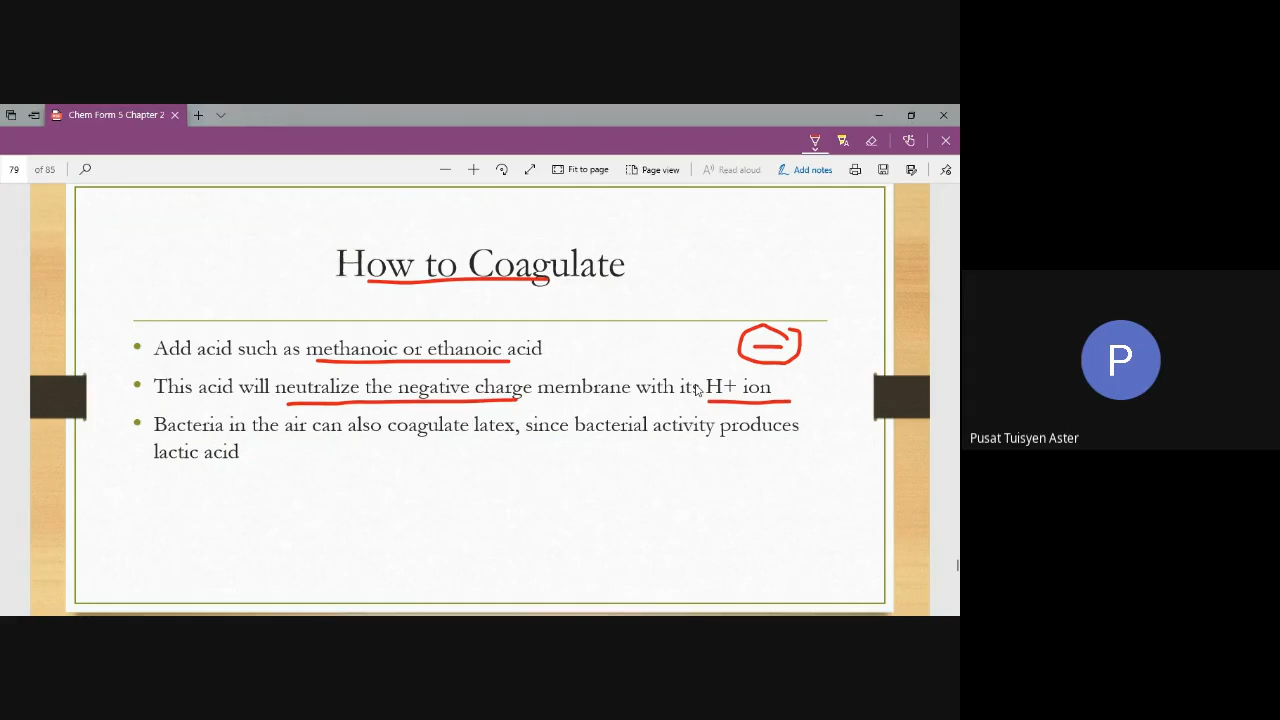 Chem Form 5 Chapter 2
79 of 85
Fit to page
Page view
Read aloud
Add notes
How to Coagulate
Add acid such as methanoic or ethanoic acid
This acid will neutralize the negative charge membrane with its H+ ion
Bacteria in the air can also coagulate latex, since bacterial activity produces
lactic acid
P
Pusat Tuisyen Aster